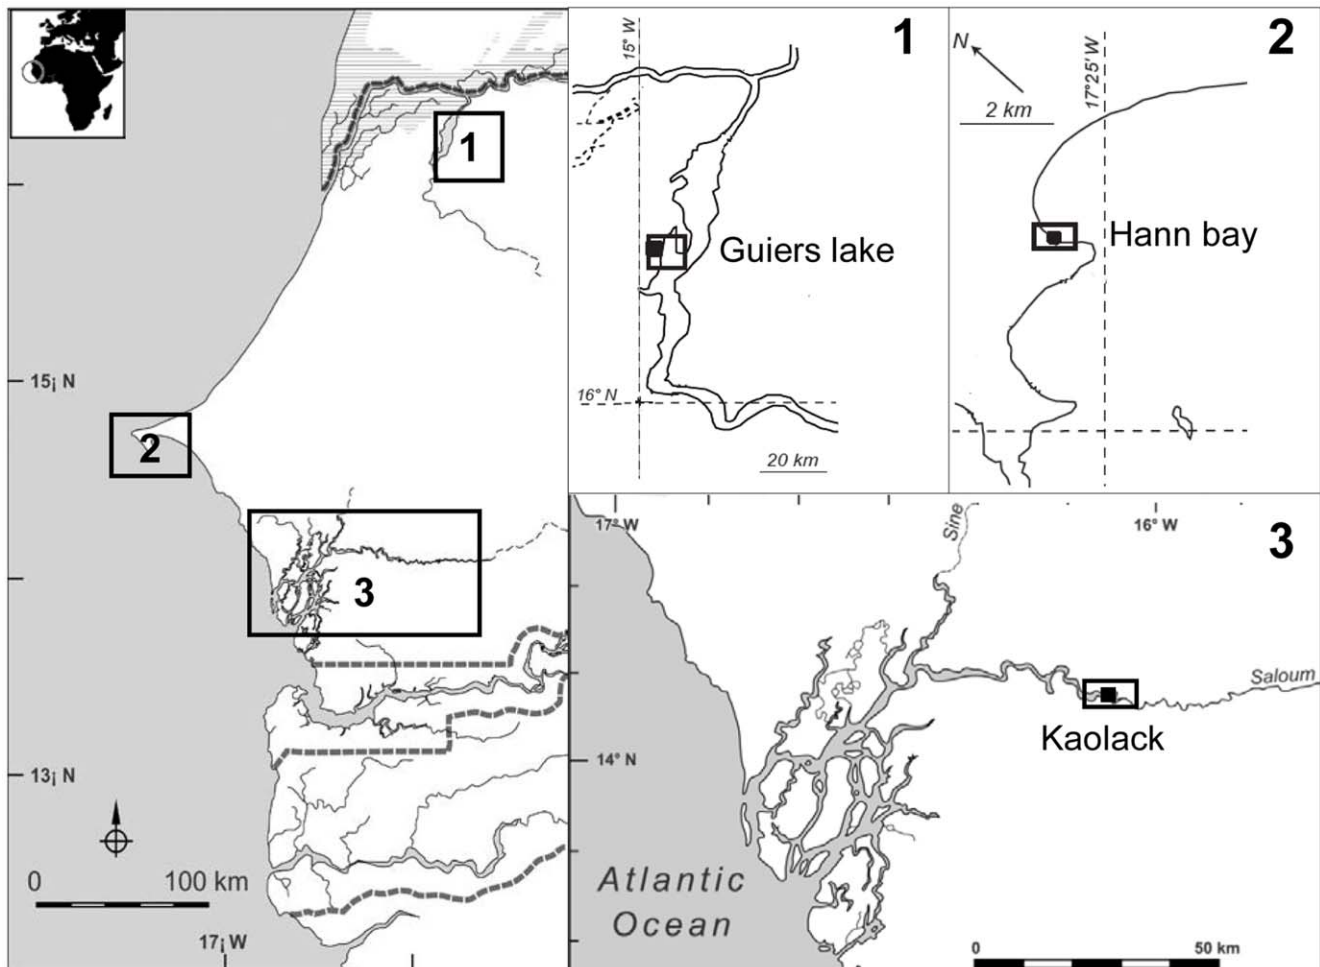 1
2
3
15¡ N
13¡ N
0 100 km
17¡ W
1
15° W
Guiers lake
16° N
20 km
2
N
2 km
17°25' W
Hann bay
3
17° W
16° W
Sine
Saloum
Kaolack
14° N
Atlantic
Ocean
0 50 km